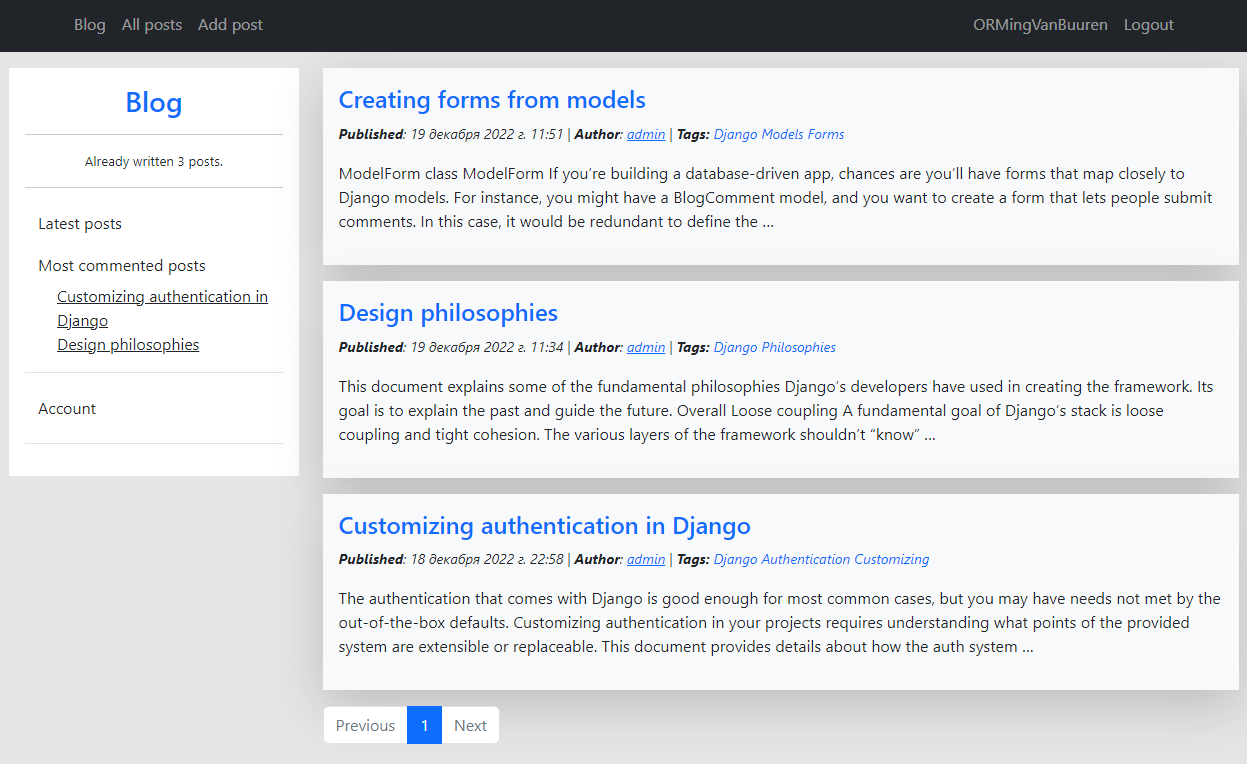 Blog All posts Add post ORMingVanBuuren Logout
Blog
Already written 3 posts.
Latest posts
Most commented posts
Customizing authentication in
Django
Design philosophies
Account
Creating forms from models
Published: 19 декабря 2022 г. 11:51 | Author: admin | Tags: Django Models Forms
ModelForm class ModelForm If you’re building a database-driven app, chances are you’ll have forms that map closely to
Django models. For instance, you might have a BlogComment model, and you want to create a form that lets people submit
comments. In this case, it would be redundant to define the …
Design philosophies
Published: 19 декабря 2022 г. 11:34 | Author: admin | Tags: Django Philosophies
This document explains some of the fundamental philosophies Django’s developers have used in creating the framework. Its
goal is to explain the past and guide the future. Overall Loose coupling A fundamental goal of Django’s stack is loose
coupling and tight cohesion. The various layers of the framework shouldn’t “know” …
Customizing authentication in Django
Published: 18 декабря 2022 г. 22:58 | Author: admin | Tags: Django Authentication Customizing
The authentication that comes with Django is good enough for most common cases, but you may have needs not met by the
out-of-the-box defaults. Customizing authentication in your projects requires understanding what points of the provided
system are extensible or replaceable. This document provides details about how the auth system …
Previous 1 Next